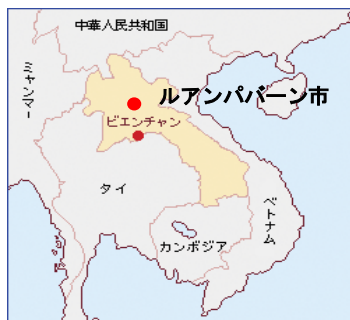 中華人民共和国
ミャンマー
ルアンパバーン市
ビエンチャン
タイ
ベトナム
カンボジア